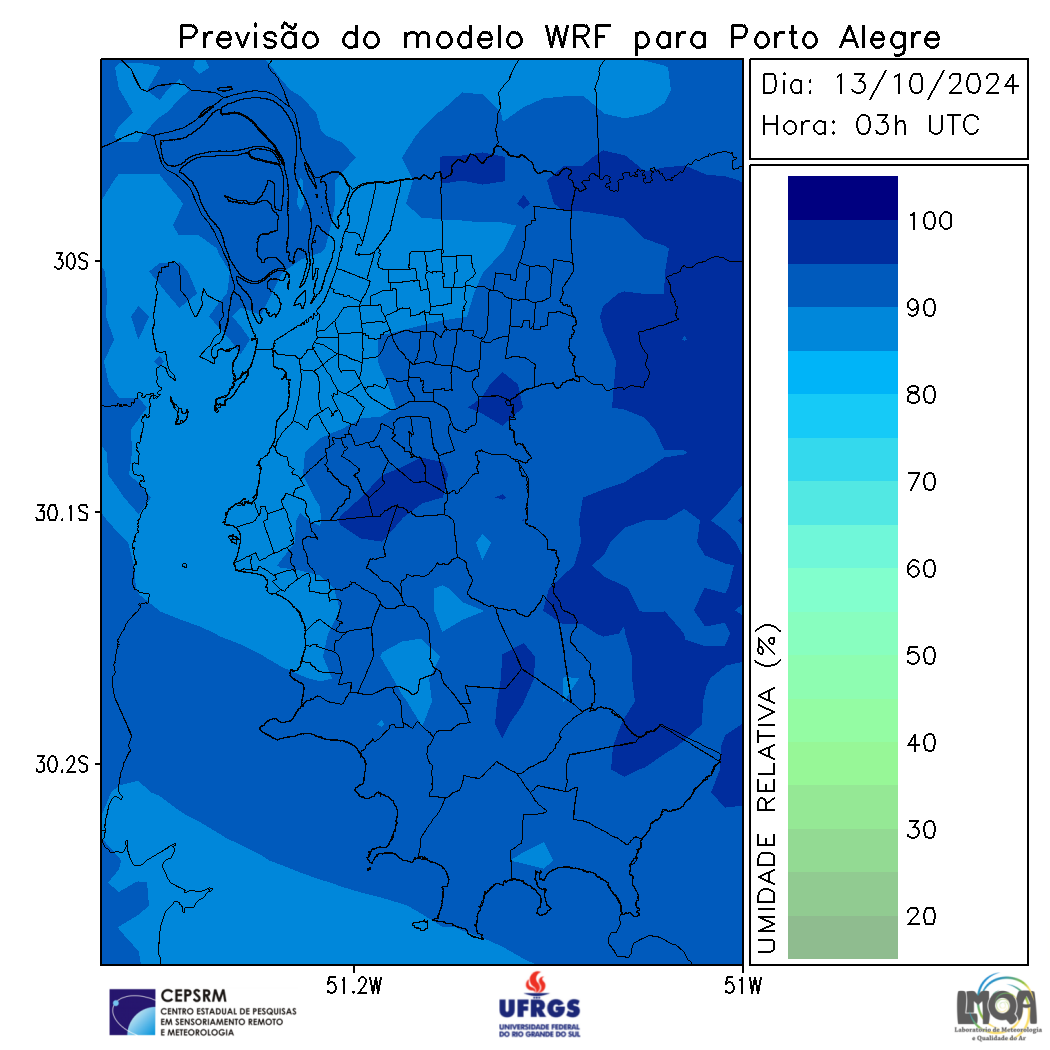 Previsão do modelo WRF para Porto Alegre
Dia: 13/10/2024
Hora: 03h UTC
100
90
80
70
60
50
40
30
20
UMIDADE RELATIVA (%)
30S
30.1S
30.2S
51.2W
51W
CEPSRM
CENTRO ESTADUAL DE PESQUISAS
EM SENSORIAMENTO REMOTO
E METEOROLOGIA
UFRGS
UNIVERSIDADE FEDERAL
DO RIO GRANDE DO SUL
LMQA
Laboratório de Meteorologia
e Qualidade do Ar